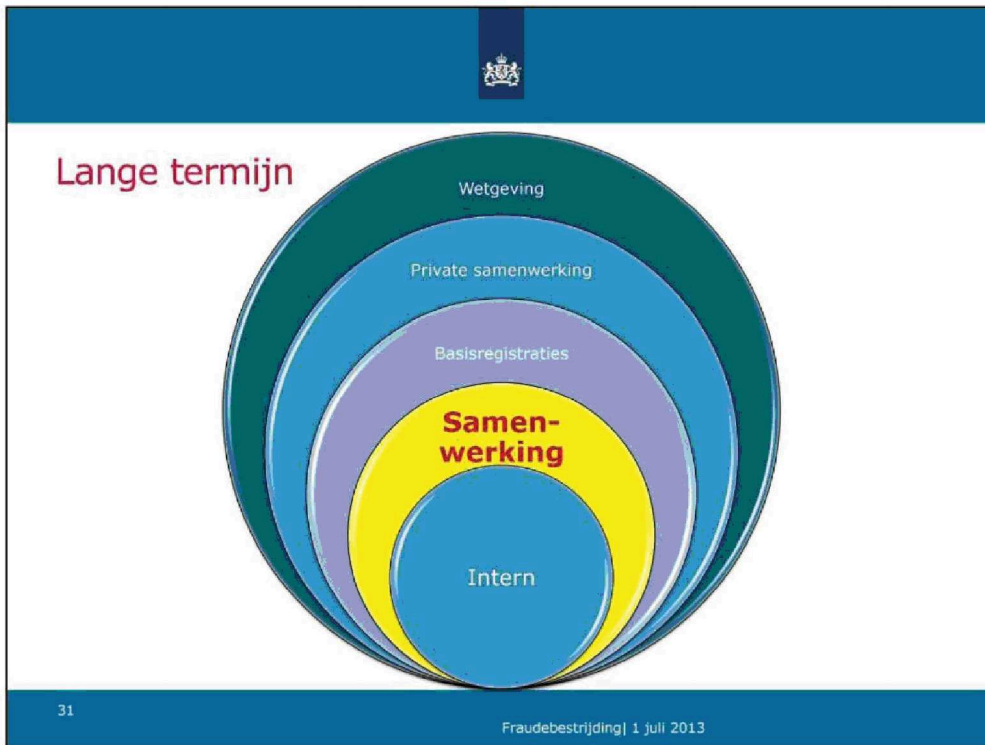 Lange termijn
Wetgeving
Private samenwerking
Basisregistraties
Samen-
werking
Intern
31
Fraudebestrijding| 1 juli 2013